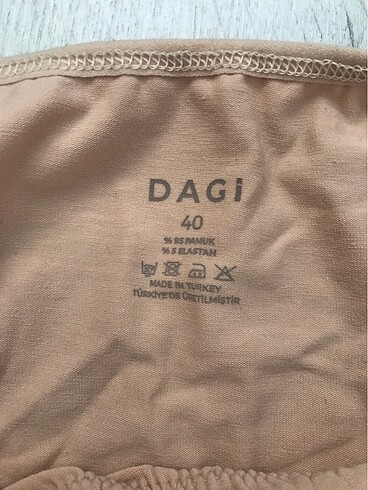 DAGi
40
% 95 PAMUK
% 5 ELASTAN
MADE IN TURKEY
TÜRKİYE'DE ÜRETİLMİŞTİR